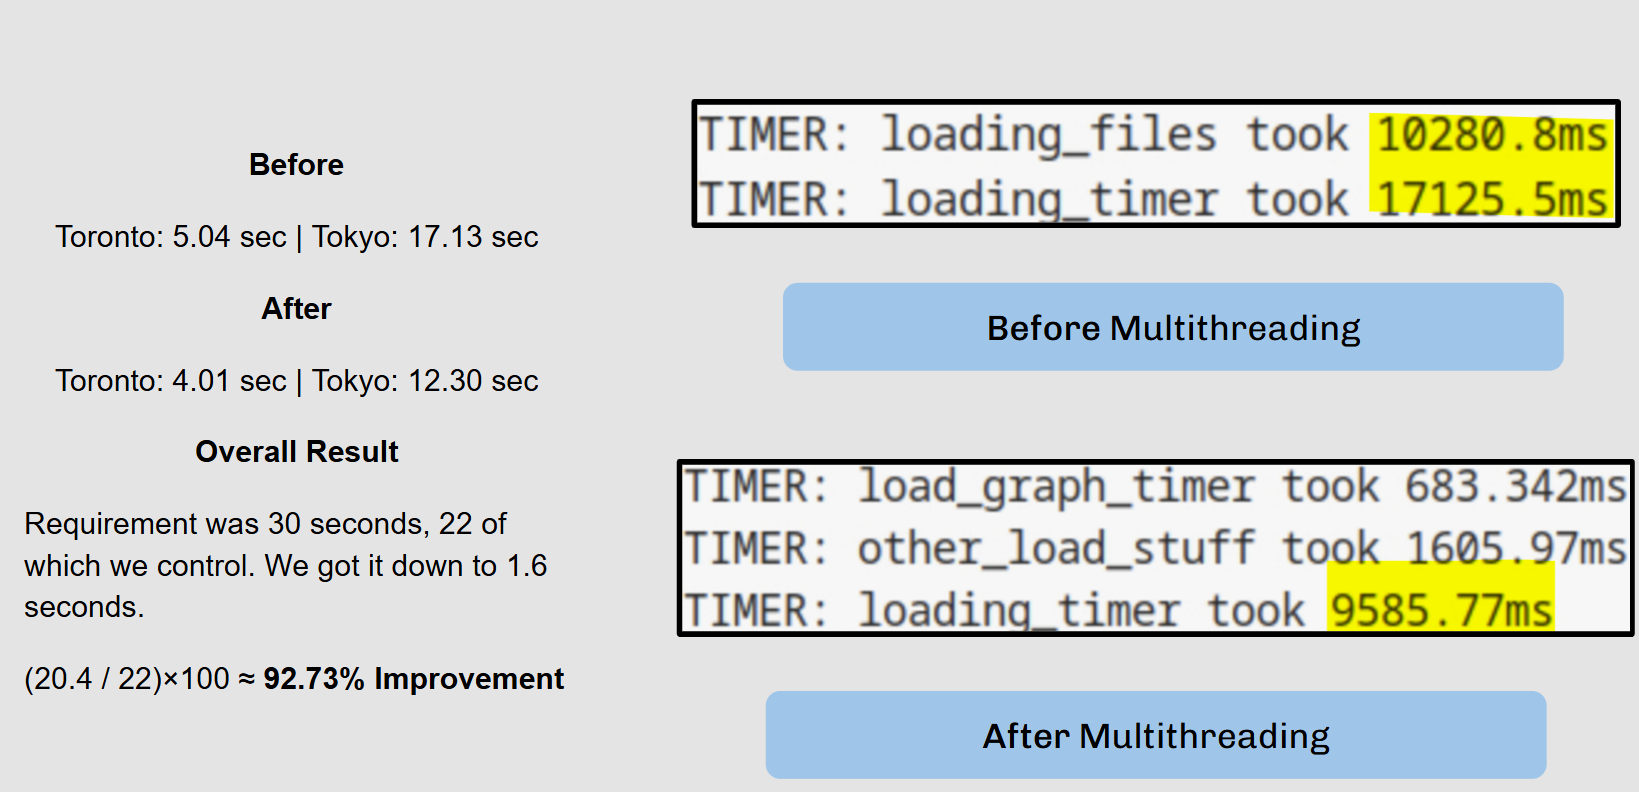 Before
Toronto: 5.04 sec | Tokyo: 17.13 sec
After
Toronto: 4.01 sec | Tokyo: 12.30 sec
Overall Result
Requirement was 30 seconds, 22 of
which we control. We got it down to 1.6
seconds.
(20.4 / 22)×100 ≈ 92.73% Improvement
TIMER: loading_files took 10280.8ms
TIMER: loading_timer took 17125.5ms
Before Multithreading
TIMER: load_graph_timer took 683.342ms
TIMER: other_load_stuff took 1605.97ms
TIMER: loading_timer took 9585.77ms
After Multithreading